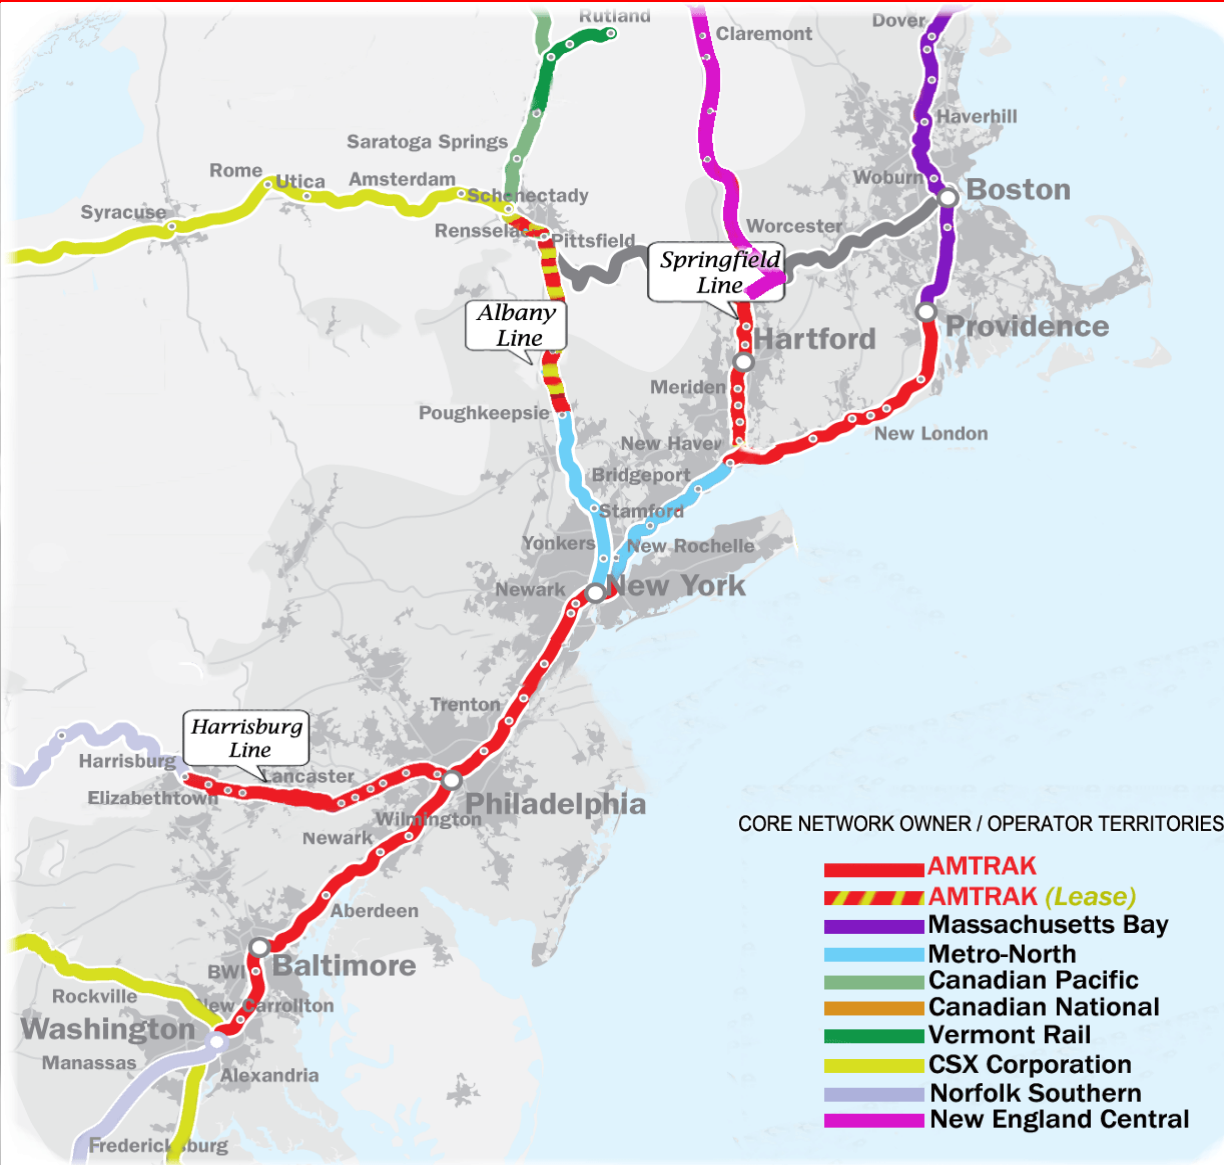 Rutland
Dover
Claremont
Haverhill
Saratoga Springs
Woburn
Boston
Rome
Utica
Amsterdam
Schenectady
Syracuse
Worcester
Pittsfield
Springfield
Line
Albany
Line
Providence
Hartford
Meriden
Poughkeepsie
New London
Bridgeport
Stamford
Yonkers
New Rochelle
Newark
New York
Trenton
Harrisburg
Line
Harrisburg
Lancaster
Elizabethtown
Philadelphia
Wilmington
Newark
Aberdeen
BWI
Baltimore
Rockville
New Carrollton
Washington
Manassas
Alexandria
Fredericksburg
CORE NETWORK OWNER / OPERATOR TERRITORIES
AMTRAK
AMTRAK (Lease)
Massachusetts Bay
Metro-North
Canadian Pacific
Canadian National
Vermont Rail
CSX Corporation
Norfolk Southern
New England Central